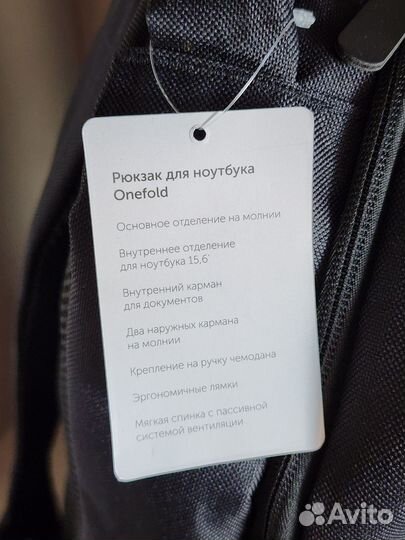 Рюкзак для ноутбука
Onefold
Основное отделение на молнии
Внутреннее отделение
для ноутбука 15,6'
Внутренний карман
для документов
Два наружных кармана
на молнии
Крепление на ручку чемодана
Эргономичные лямки
Мягкая спинка с пассивной
системой вентиляции
Avito